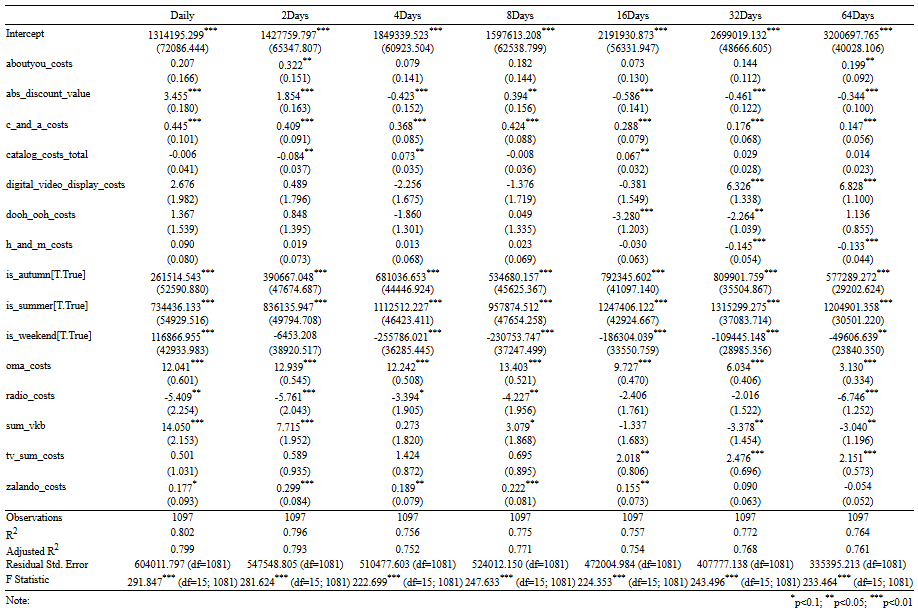 Daily 2Days 4Days 8Days 16Days 32Days 64Days
Intercept 1314195.299*** 1427759.797*** 1849339.523*** 1597613.208*** 2191930.873*** 2699019.132*** 3200697.765***
(72086.444) (65347.807) (60923.504) (62538.799) (56331.947) (48666.605) (40028.106)
aboutyou_costs 0.207 0.322** 0.079 0.182 0.073 0.144 0.199**
(0.166) (0.151) (0.141) (0.144) (0.130) (0.112) (0.092)
abs_discount_value 3.455*** 1.854*** -0.423*** 0.394** -0.586*** -0.461*** -0.344***
(0.180) (0.163) (0.152) (0.156) (0.141) (0.122) (0.100)
c_and_a_costs 0.445*** 0.409*** 0.368*** 0.424*** 0.288*** 0.176*** 0.147***
(0.101) (0.091) (0.085) (0.088) (0.079) (0.068) (0.056)
catalog_costs_total -0.006 -0.084** 0.073** -0.008 0.067** 0.029 0.014
(0.041) (0.037) (0.035) (0.036) (0.032) (0.028) (0.023)
digital_video_display_costs 2.676 0.489 -2.256 -1.376 -0.381 6.326*** 6.828***
(1.982) (1.796) (1.675) (1.719) (1.549) (1.338) (1.100)
dooh_ooh_costs 1.367 0.848 -1.860 0.049 -3.280*** -2.264** 1.136
(1.539) (1.395) (1.301) (1.335) (1.203) (1.039) (0.855)
h_and_m_costs 0.090 0.019 0.013 0.023 -0.030 -0.145*** -0.133***
(0.080) (0.073) (0.068) (0.069) (0.063) (0.054) (0.044)
is_autumn[T.True] 261514.543*** 390667.048*** 681036.653*** 534680.157*** 792345.602*** 809901.759*** 577289.272***
(52590.880) (47674.687) (44446.924) (45625.367) (41097.140) (35504.867) (29202.624)
is_summer[T.True] 734436.133*** 836135.947*** 1112512.227*** 957874.512*** 1247406.122*** 1315299.275*** 1204901.358***
(54929.516) (49794.708) (46423.411) (47654.258) (42924.667) (37083.714) (30501.220)
is_weekend[T.True] 116866.955*** -6453.208 -255786.021*** -230753.747*** -186304.039*** -109445.148*** -49606.639**
(42933.983) (38920.517) (36285.445) (37247.499) (33550.759) (28985.356) (23840.350)
oma_costs 12.041*** 12.939*** 12.242*** 13.403*** 9.727*** 6.034*** 3.130***
(0.601) (0.545) (0.508) (0.521) (0.470) (0.406) (0.334)
radio_costs -5.409** -5.761*** -3.394* -4.227** -2.406 -2.016 -6.746***
(2.254) (2.043) (1.905) (1.956) (1.761) (1.522) (1.252)
sum_vkb 14.050*** 7.715*** 0.273 3.079* -1.337 -3.378** -3.040**
(2.153) (1.952) (1.820) (1.868) (1.683) (1.454) (1.196)
tv_sum_costs 0.501 0.589 1.424 0.695 2.018** 2.476*** 2.151***
(1.031) (0.935) (0.872) (0.895) (0.806) (0.696) (0.573)
zalando_costs 0.177* 0.299*** 0.189** 0.222*** 0.155** 0.090 -0.054
(0.093) (0.084) (0.079) (0.081) (0.073) (0.063) (0.052)
Observations 1097 1097 1097 1097 1097 1097 1097
R2 0.802 0.796 0.756 0.775 0.757 0.772 0.764
Adjusted R2 0.799 0.793 0.752 0.771 0.754 0.768 0.761
Residual Std. Error 604011.797 (df=1081) 547548.805 (df=1081) 510477.603 (df=1081) 524012.150 (df=1081) 472004.984 (df=1081) 407777.138 (df=1081) 335395.213 (df=1081)
F Statistic 291.847*** (df=15; 1081) 281.624*** (df=15; 1081) 222.699*** (df=15; 1081) 247.633*** (df=15; 1081) 224.353*** (df=15; 1081) 243.496*** (df=15; 1081) 233.464*** (df=15; 1081)
Note: *p<0.1; **p<0.05; ***p<0.01